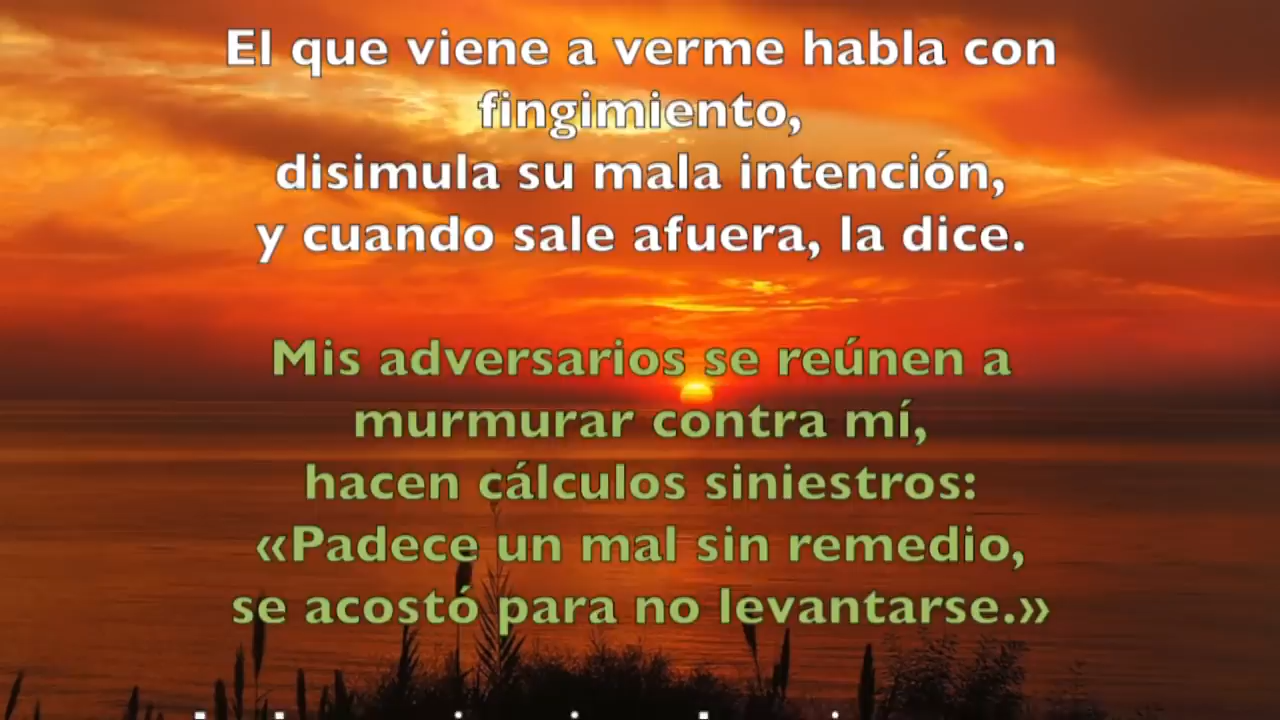 El que viene a verme habla con
fingimiento,
disimula su mala intención,
y cuando sale afuera, la dice.
Mis adversarios se reúnen a
murmurar contra mí,
hacen cálculos siniestros:
«Padece un mal sin remedio,
se acostó para no levantarse.»